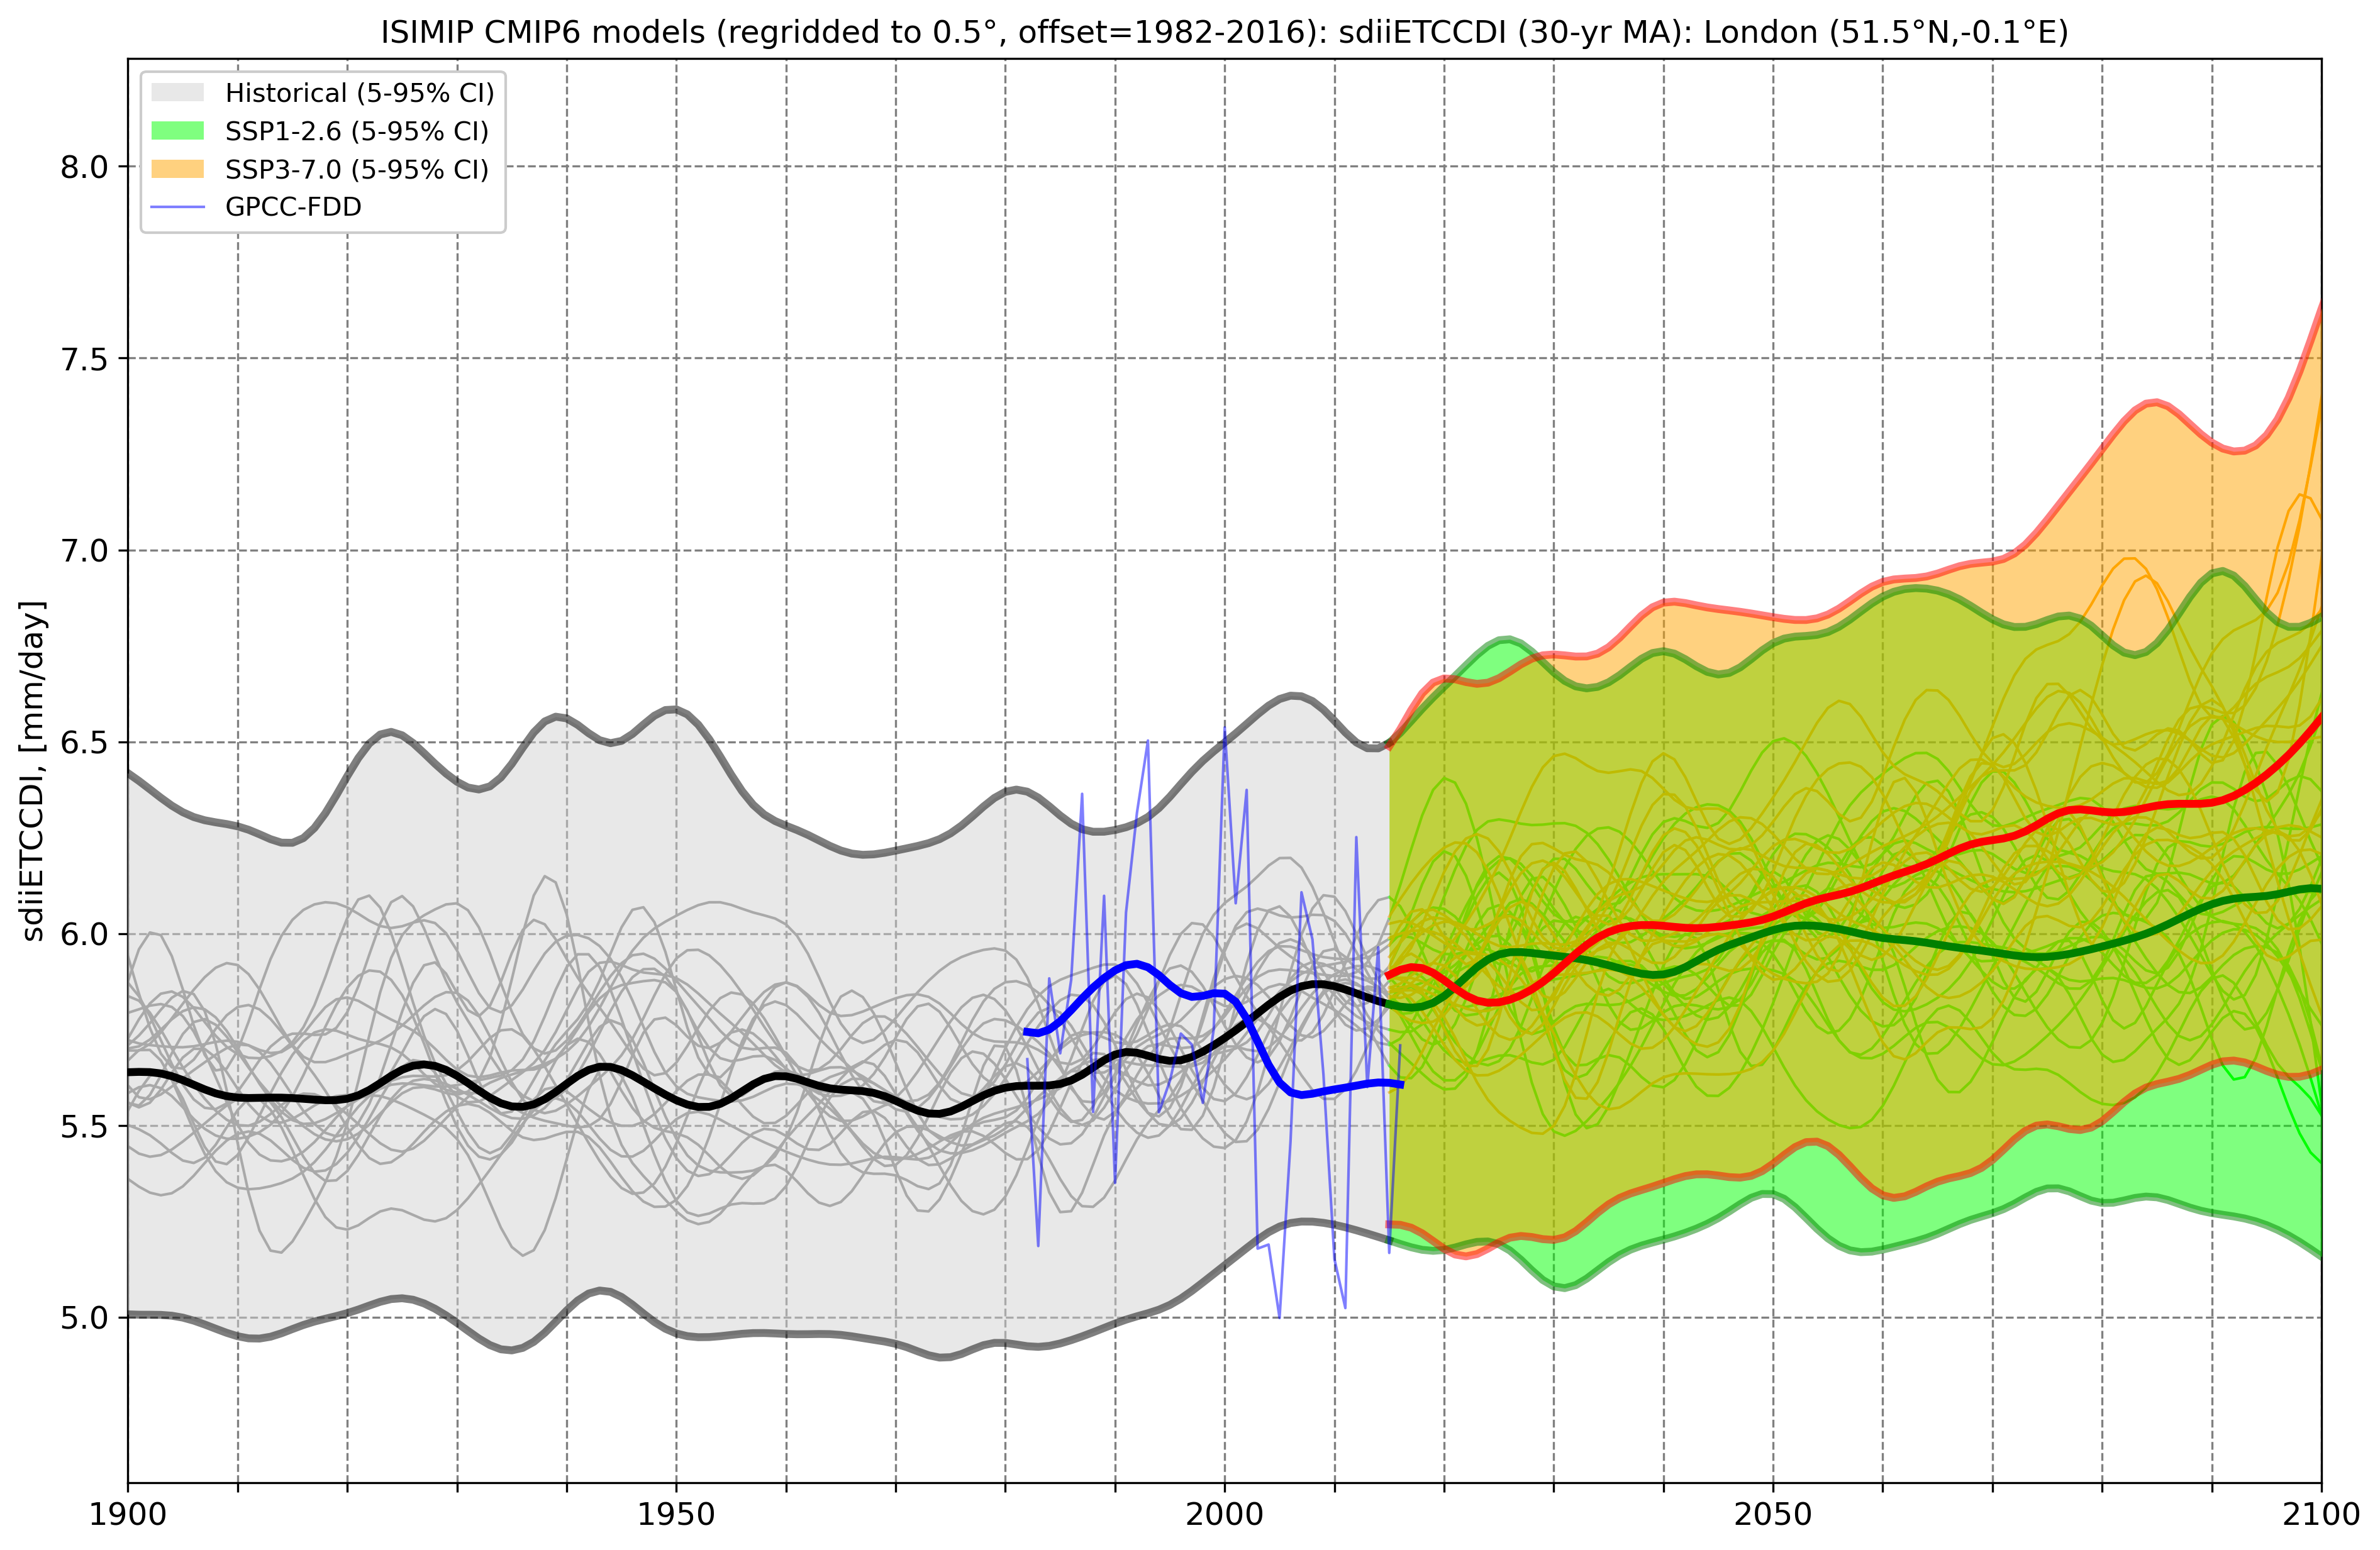 ISIMIP CMIP6 models (regridded to 0.5°, offset=1982-2016): sdiiETCCDI (30-yr MA): London (51.5°N,-0.1°E)
Historical (5-95% CI)
SSP1-2.6 (5-95% CI)
SSP3-7.0 (5-95% CI)
GPCC-FDD
sdiiETCCDI, [mm/day]
8.0
7.5
7.0
6.5
6.0
5.5
5.0
1900 1950 2000 2050 2100